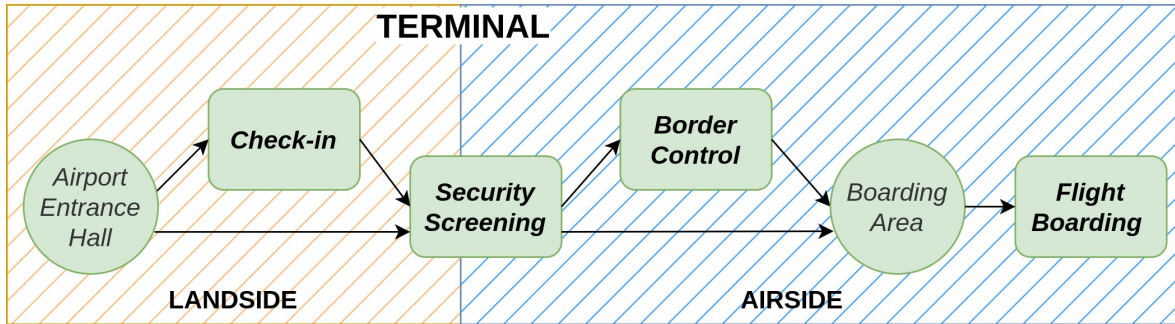 TERMINAL
Check-in
Border
Control
Airport
Entrance
Hall
Security
Screening
Boarding
Area
Flight
Boarding
LANDSIDE
AIRSIDE